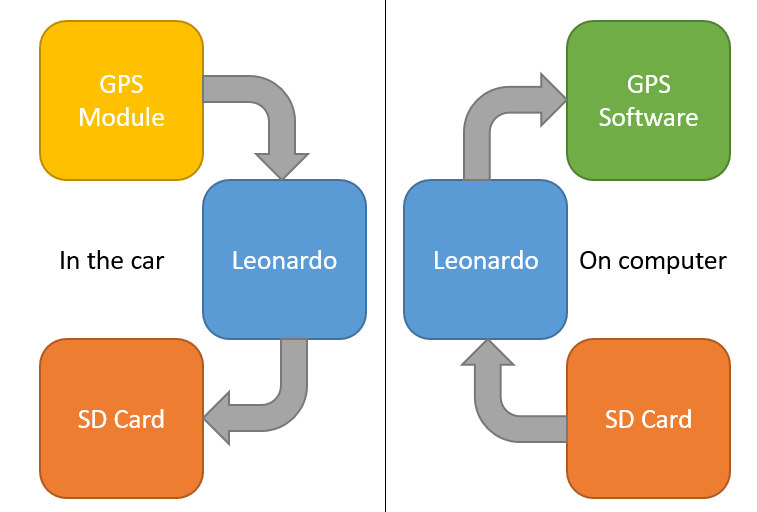 GPS
Module
In the car
Leonardo
SD Card
GPS
Software
Leonardo
On computer
SD Card